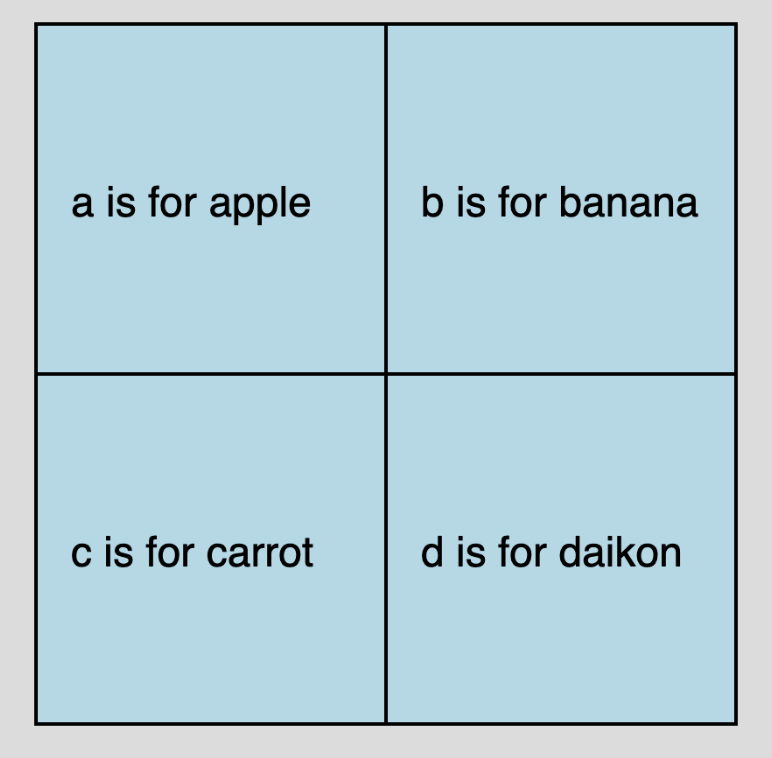 a is for apple
b is for banana
c is for carrot
d is for daikon